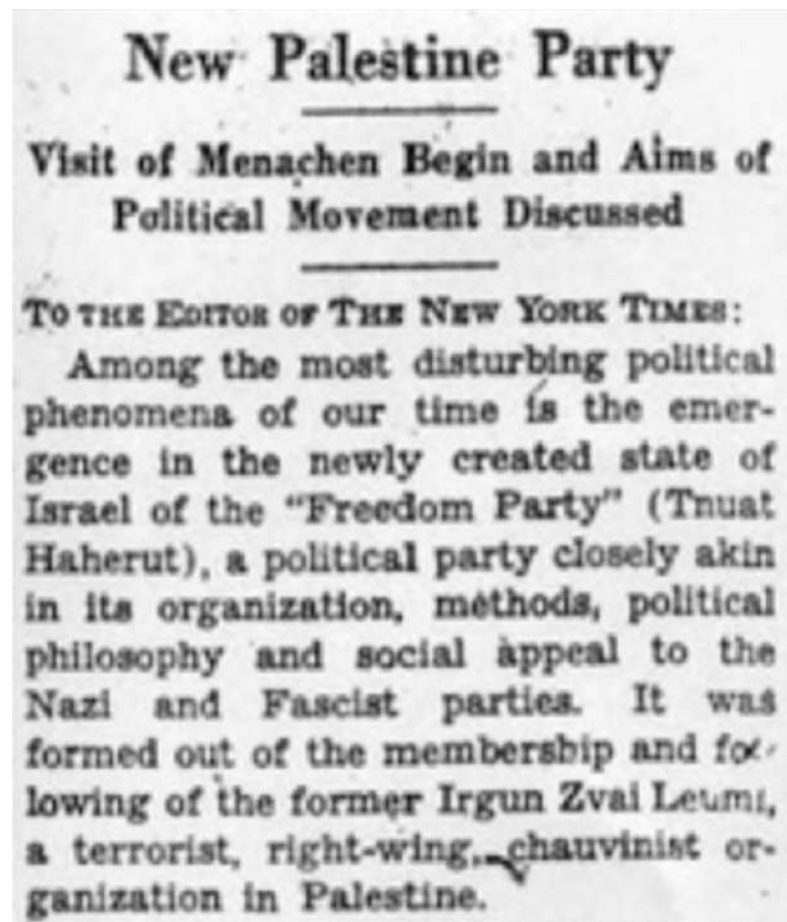 New Palestine Party
Visit of Menachen Begin and Aims of
Political Movement Discussed
TO THE EDITOR OF THE NEW YORK TIMES:
Among the most disturbing political
phenomena of our time is the emer-
gence in the newly created state of
Israel of the "Freedom Party" (Tnuat
Haherut), a political party closely akin
in its organization, methods, political
philosophy and social appeal to the
Nazi and Fascist parties. It was
formed out of the membership and fol-
lowing of the former Irgun Zvai Leumi,
a terrorist, right-wing, chauvinist or-
ganization in Palestine.